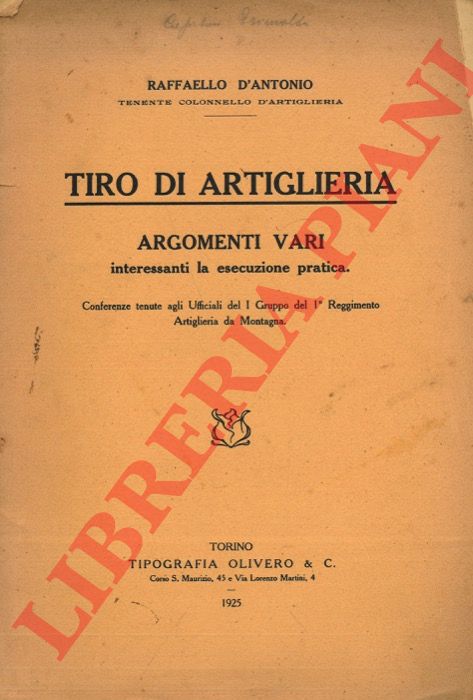 RAFFAELLO D'ANTONIO
TENENTE COLONNELLO D'ARTIGLIERIA
TIRO DI ARTIGLIERIA
ARGOMENTI VARI
interessanti la esecuzione pratica.
Conferenze tenute agli Ufficiali del I Gruppo del 1° Reggimento
Artiglieria da Montagna.
TORINO
TIPOGRAFIA OLIVERO & C.
Corso S. Maurizio, 45 e Via Lorenzo Martini, 4
1925
LIBRERIA PIANI